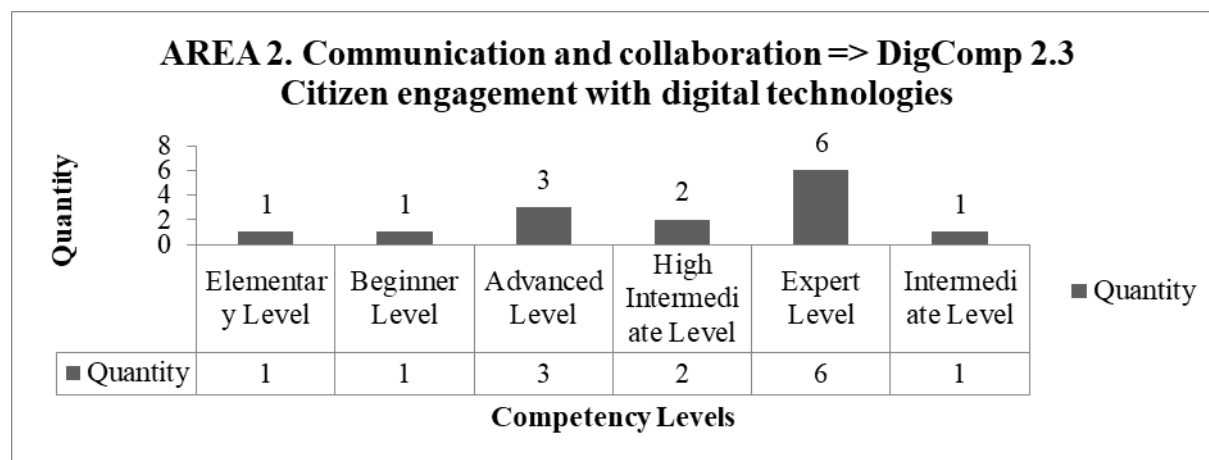 AREA 2. Communication and collaboration => DigComp 2.3
Citizen engagement with digital technologies
Quantity
8
6
4
2
0
1
1
3
2
6
1
Elementar
y Level
Beginner
Level
Advanced
Level
High
Intermedi
ate Level
Expert
Level
Intermedi
ate Level
Quantity
Quantity 1 1 3 2 6 1
Competency Levels